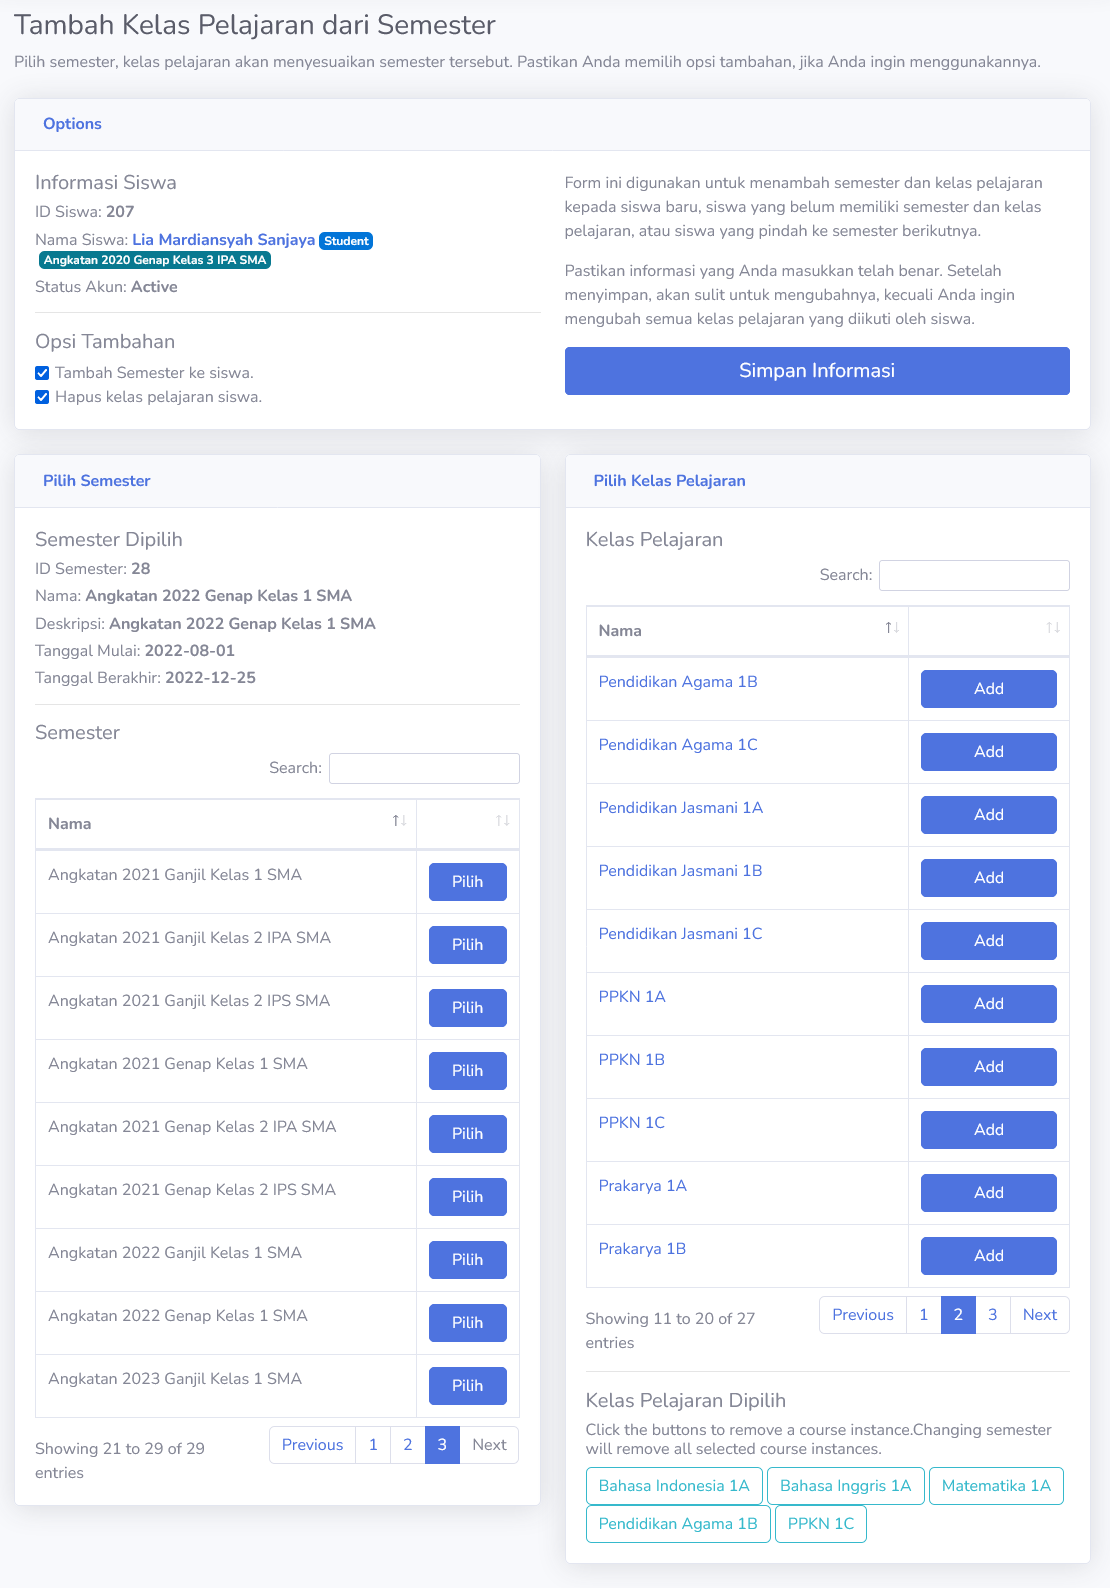 Tambah Kelas Pelajaran dari Semester
Pilih semester, kelas pelajaran akan menyesuaikan semester tersebut. Pastikan Anda memilih opsi tambahan, jika Anda ingin menggunakannya.
Options
Informasi Siswa
ID Siswa: 207
Nama Siswa: Lia Mardiansyah Sanjaya Student
Angkatan 2020 Genap Kelas 3 IPA SMA
Status Akun: Active
Opsi Tambahan
Tambah Semester ke siswa.
Hapus kelas pelajaran siswa.
Form ini digunakan untuk menambah semester dan kelas pelajaran
kepada siswa baru, siswa yang belum memiliki semester dan kelas
pelajaran, atau siswa yang pindah ke semester berikutnya.
Pastikan informasi yang Anda masukkan telah benar. Setelah
menyimpan, akan sulit untuk mengubahnya, kecuali Anda ingin
mengubah semua kelas pelajaran yang diikuti oleh siswa.
Simpan Informasi
Pilih Semester
Semester Dipilih
ID Semester: 28
Nama: Angkatan 2022 Genap Kelas 1 SMA
Deskripsi: Angkatan 2022 Genap Kelas 1 SMA
Tanggal Mulai: 2022-08-01
Tanggal Berakhir: 2022-12-25
Semester
Search:
Nama
Angkatan 2021 Ganjil Kelas 1 SMA Pilih
Angkatan 2021 Ganjil Kelas 2 IPA SMA Pilih
Angkatan 2021 Ganjil Kelas 2 IPS SMA Pilih
Angkatan 2021 Genap Kelas 1 SMA Pilih
Angkatan 2021 Genap Kelas 2 IPA SMA Pilih
Angkatan 2021 Genap Kelas 2 IPS SMA Pilih
Angkatan 2022 Ganjil Kelas 1 SMA Pilih
Angkatan 2022 Genap Kelas 1 SMA Pilih
Angkatan 2023 Ganjil Kelas 1 SMA Pilih
Showing 21 to 29 of 29
entries
Previous 1 2 3 Next
Pilih Kelas Pelajaran
Kelas Pelajaran
Search:
Nama
Pendidikan Agama 1B Add
Pendidikan Agama 1C Add
Pendidikan Jasmani 1A Add
Pendidikan Jasmani 1B Add
Pendidikan Jasmani 1C Add
PPKN 1A Add
PPKN 1B Add
PPKN 1C Add
Prakarya 1A Add
Prakarya 1B Add
Showing 11 to 20 of 27
entries
Previous 1 2 3 Next
Kelas Pelajaran Dipilih
Click the buttons to remove a course instance.Changing semester
will remove all selected course instances.
Bahasa Indonesia 1A Bahasa Inggris 1A Matematika 1A
Pendidikan Agama 1B PPKN 1C